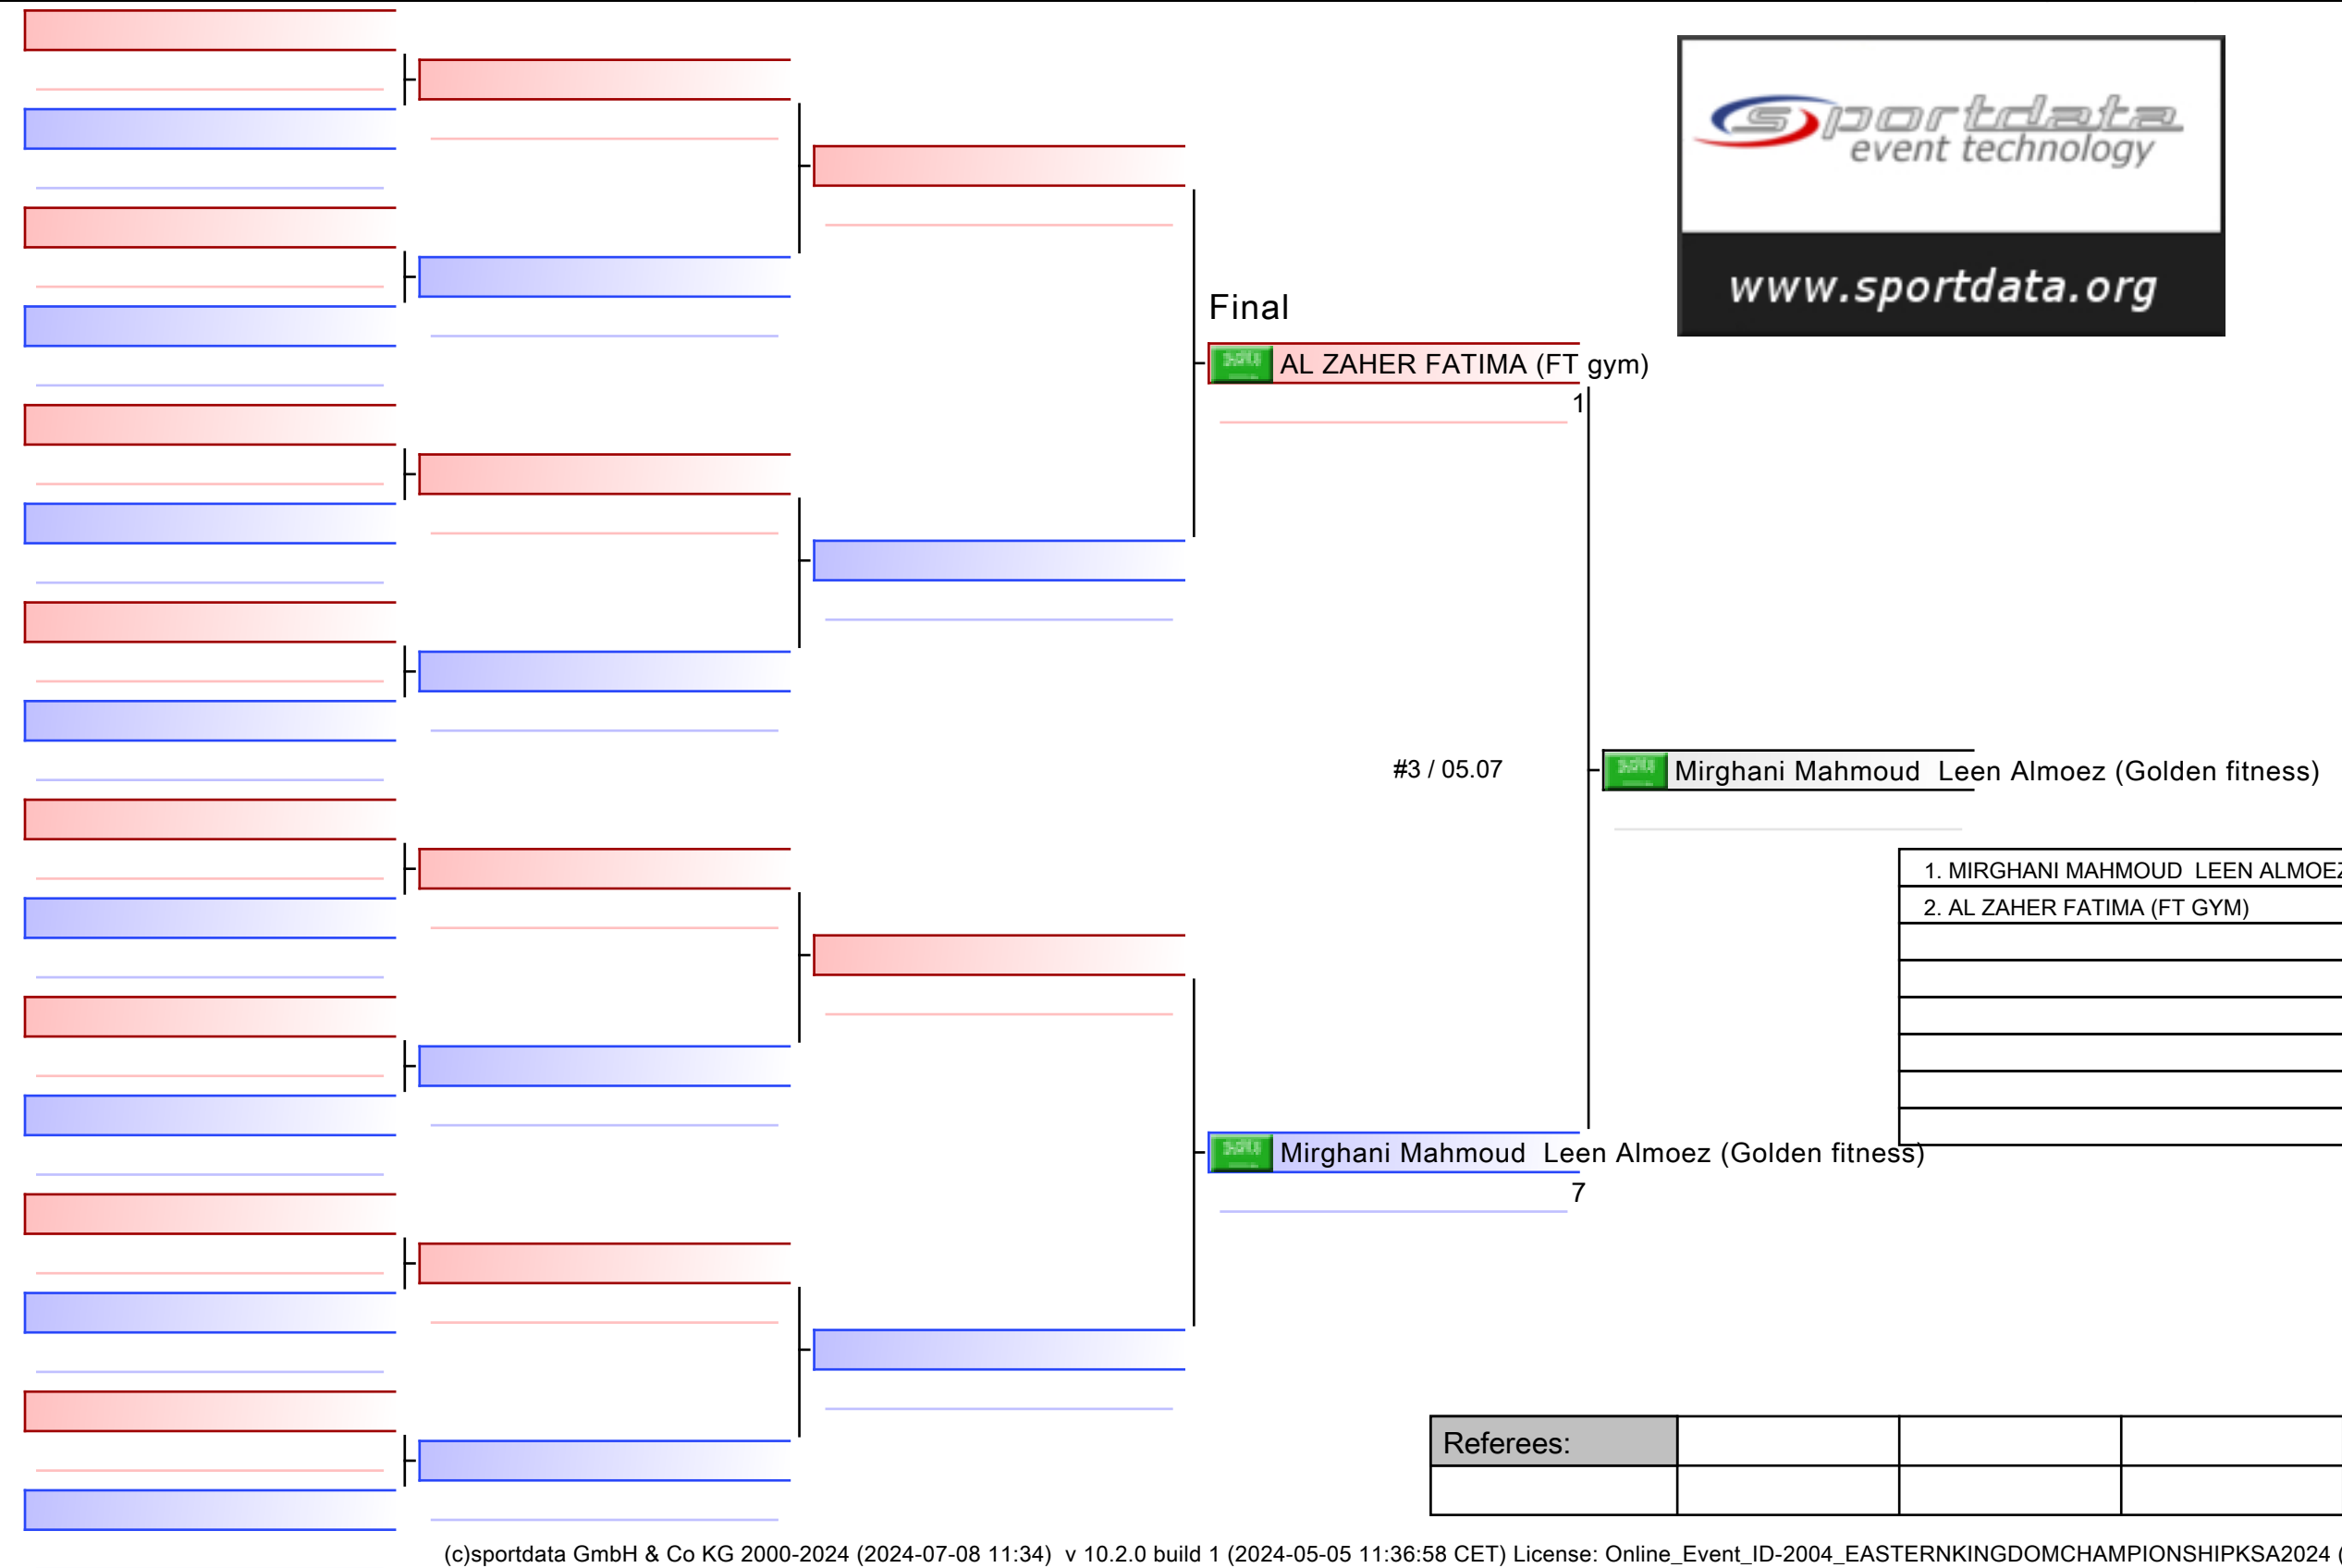 sportdata
event technology
www.sportdata.org
Final
AL ZAHER FATIMA (FT gym)
1
#3 / 05.07
Mirghani Mahmoud  Leen Almoez (Golden fitness)
1. MIRGHANI MAHMOUD  LEEN ALMOEZ
2. AL ZAHER FATIMA (FT GYM)
Mirghani Mahmoud  Leen Almoez (Golden fitness)
7
Referees:
(c)sportdata GmbH & Co KG 2000-2024 (2024-07-08 11:34)  v 10.2.0 build 1 (2024-05-05 11:36:58 CET) License: Online_Event_ID-2004_EASTERNKINGDOMCHAMPIONSHIPKSA2024